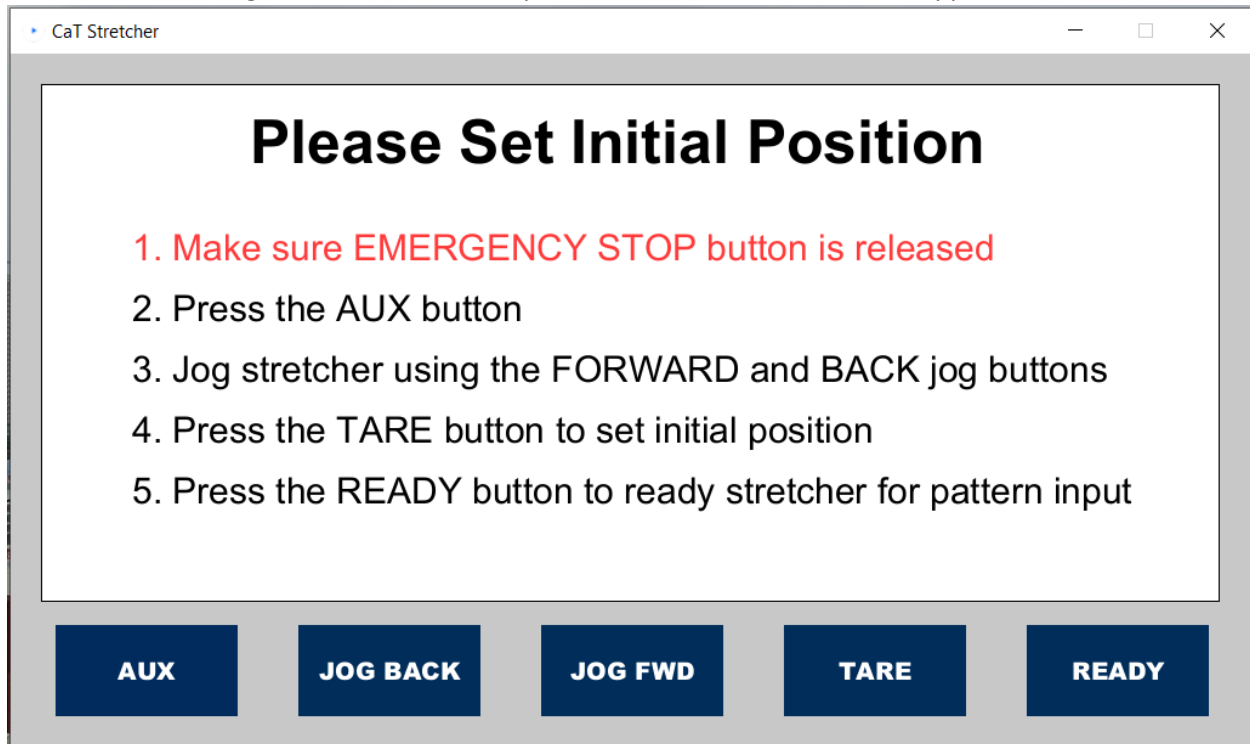 CaT Stretcher
Please Set Initial Position
1. Make sure EMERGENCY STOP button is released
2. Press the AUX button
3. Jog stretcher using the FORWARD and BACK jog buttons
4. Press the TARE button to set initial position
5. Press the READY button to ready stretcher for pattern input
AUX JOG BACK JOG FWD TARE READY